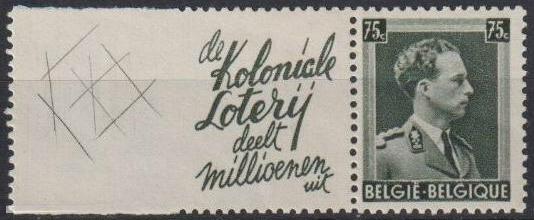 de
Koloniale
Loterij
deelt
millioenen
uit
75c 75c
BELGIË-BELGIQUE